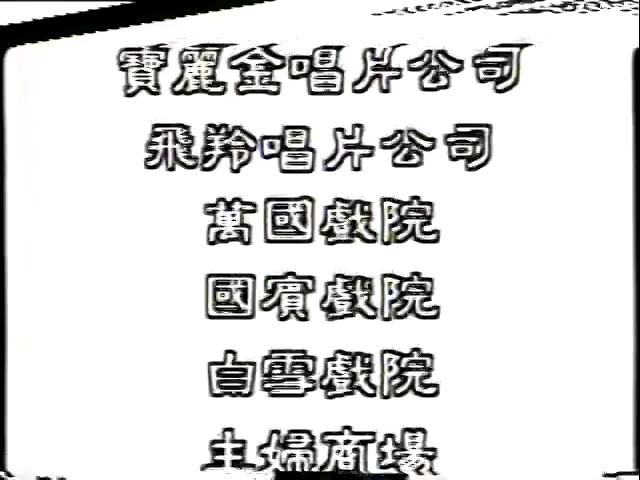 寶麗金唱片公司
飛羚唱片公司
萬國戲院
國賓戲院
白雪戲院
主婦商場